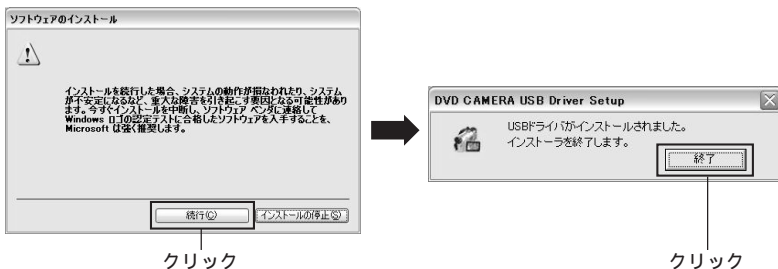 ソフトウェアのインストール
インストールを続行した場合、システムの動作が損なわれたり、システム
が不安定になるなど、重大な障害を引き起こす要因となる可能性があり
ます。今すぐインストールを中断し、ソフトウェア ベンダに連絡して
Windows ロゴの認定テストに合格したソフトウェアを入手することを、
Microsoft は強く推奨します。
続行(C)
インストールの停止(S)
クリック
DVD CAMERA USB Driver Setup
USBドライバがインストールされました。
インストーラを終了します。
終了
クリック